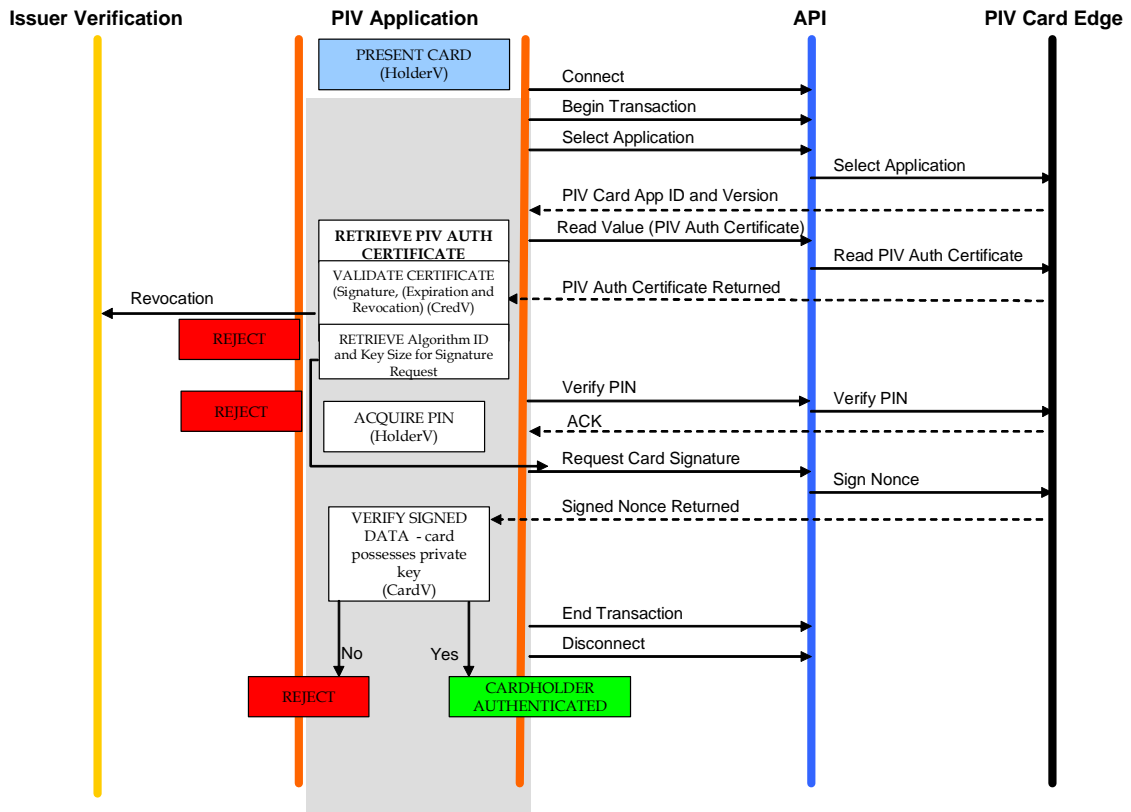 Issuer Verification
PIV Application
API
PIV Card Edge
PRESENT CARD
(HolderV)
Connect
Begin Transaction
Select Application
Select Application
PIV Card App ID and Version
RETRIEVE PIV AUTH
CERTIFICATE
Read Value (PIV Auth Certificate)
Read PIV Auth Certificate
VALIDATE CERTIFICATE
(Signature, (Expiration and
Revocation) (CredV)
PIV Auth Certificate Returned
Revocation
REJECT
RETRIEVE Algorithm ID
and Key Size for Signature
Request
Verify PIN
Verify PIN
REJECT
ACQUIRE PIN
(HolderV)
ACK
Request Card Signature
Sign Nonce
Signed Nonce Returned
VERIFY SIGNED
DATA - card
possesses private
key
(CardV)
End Transaction
Disconnect
No
Yes
REJECT
CARDHOLDER
AUTHENTICATED